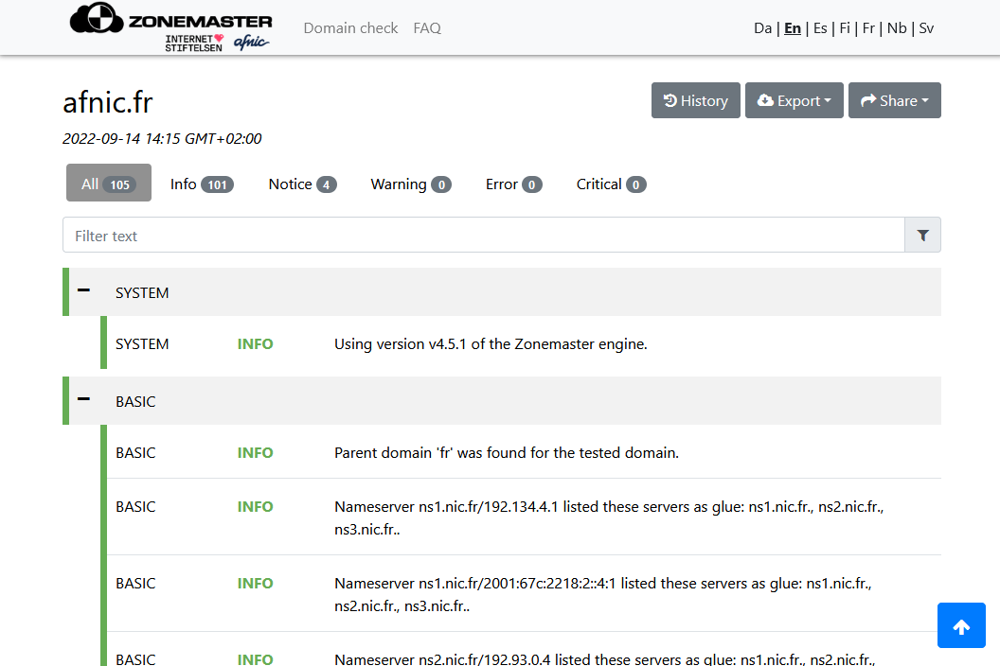 ZONEMASTER
INTERNET
STIFTELSEN afnic
Domain check FAQ
Da | En | Es | Fi | Fr | Nb | Sv
afnic.fr
History Export Share
2022-09-14 14:15 GMT+02:00
All 105 Info 101 Notice 4 Warning 0 Error 0 Critical 0
Filter text
SYSTEM
SYSTEM INFO Using version v4.5.1 of the Zonemaster engine.
BASIC
BASIC INFO Parent domain 'fr' was found for the tested domain.
BASIC INFO Nameserver ns1.nic.fr/192.134.4.1 listed these servers as glue: ns1.nic.fr., ns2.nic.fr.,
ns3.nic.fr..
BASIC INFO Nameserver ns1.nic.fr/2001:67c:2218:2::4:1 listed these servers as glue: ns1.nic.fr.,
ns2.nic.fr., ns3.nic.fr..
BASIC INFO Nameserver ns2.nic.fr/192.93.0.4 listed these servers as glue: ns1.nic.fr., ns2.nic.fr.,